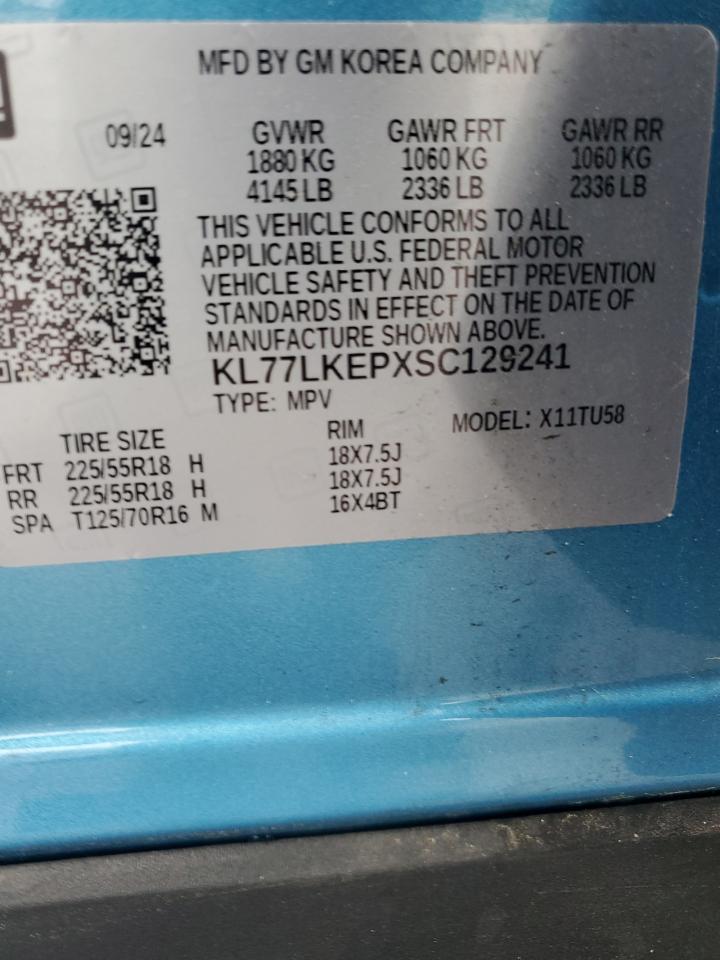 MFD BY GM KOREA COMPANY
09/24 GVWR GAWR FRT GAWR RR
1880 KG 1060 KG 1060 KG
4145 LB 2336 LB 2336 LB
THIS VEHICLE CONFORMS TO ALL
APPLICABLE U.S. FEDERAL MOTOR
VEHICLE SAFETY AND THEFT PREVENTION
STANDARDS IN EFFECT ON THE DATE OF
MANUFACTURE SHOWN ABOVE.
KL77LKEPXSC129241
TYPE: MPV MODEL: X11TU58
TIRE SIZE RIM
FRT 225/55R18 H 18X7.5J
RR 225/55R18 H 18X7.5J
SPA T125/70R16 M 16X4BT